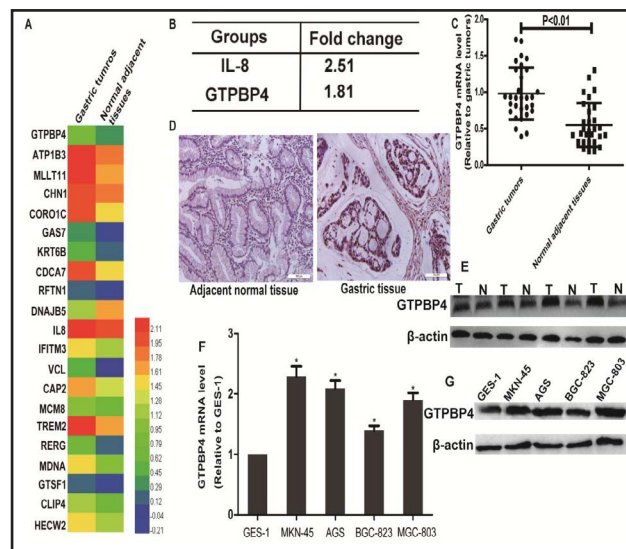 A
Gastric tumros
Normal adjacent
tissues
GTPBP4
ATP1B3
MLLT11
CHN1
CORO1C
GAS7
KRT6B
CDCA7
RFTN1
DNAJB5
IL8
IFITM3
VCL
CAP2
MCM8
TREM2
RERG
MDNA
GTSF1
CLIP4
HECW2
2.11
1.95
1.78
1.61
1.45
1.28
1.12
0.95
0.79
0.62
0.45
0.29
0.12
-0.04
-0.21
B
Groups Fold change
IL-8 2.51
GTPBP4 1.81
C
P<0.01
GTPBP4 mRNA level
(Relative to gastric tumors)
2.0
1.5
1.0
0.5
0.0
Gastric tumors
Normal adjacent tissues
D
Adjacent normal tissue
Gastric tissue
E
T N T N T N T N
GTPBP4
β-actin
F
GTPBP4 mRNA level
(Relative to GES-1)
3
2
1
0
* * * *
GES-1 MKN-45 AGS BGC-823 MGC-803
G
GES-1 MKN-45 AGS BGC-823 MGC-803
GTPBP4
β-actin